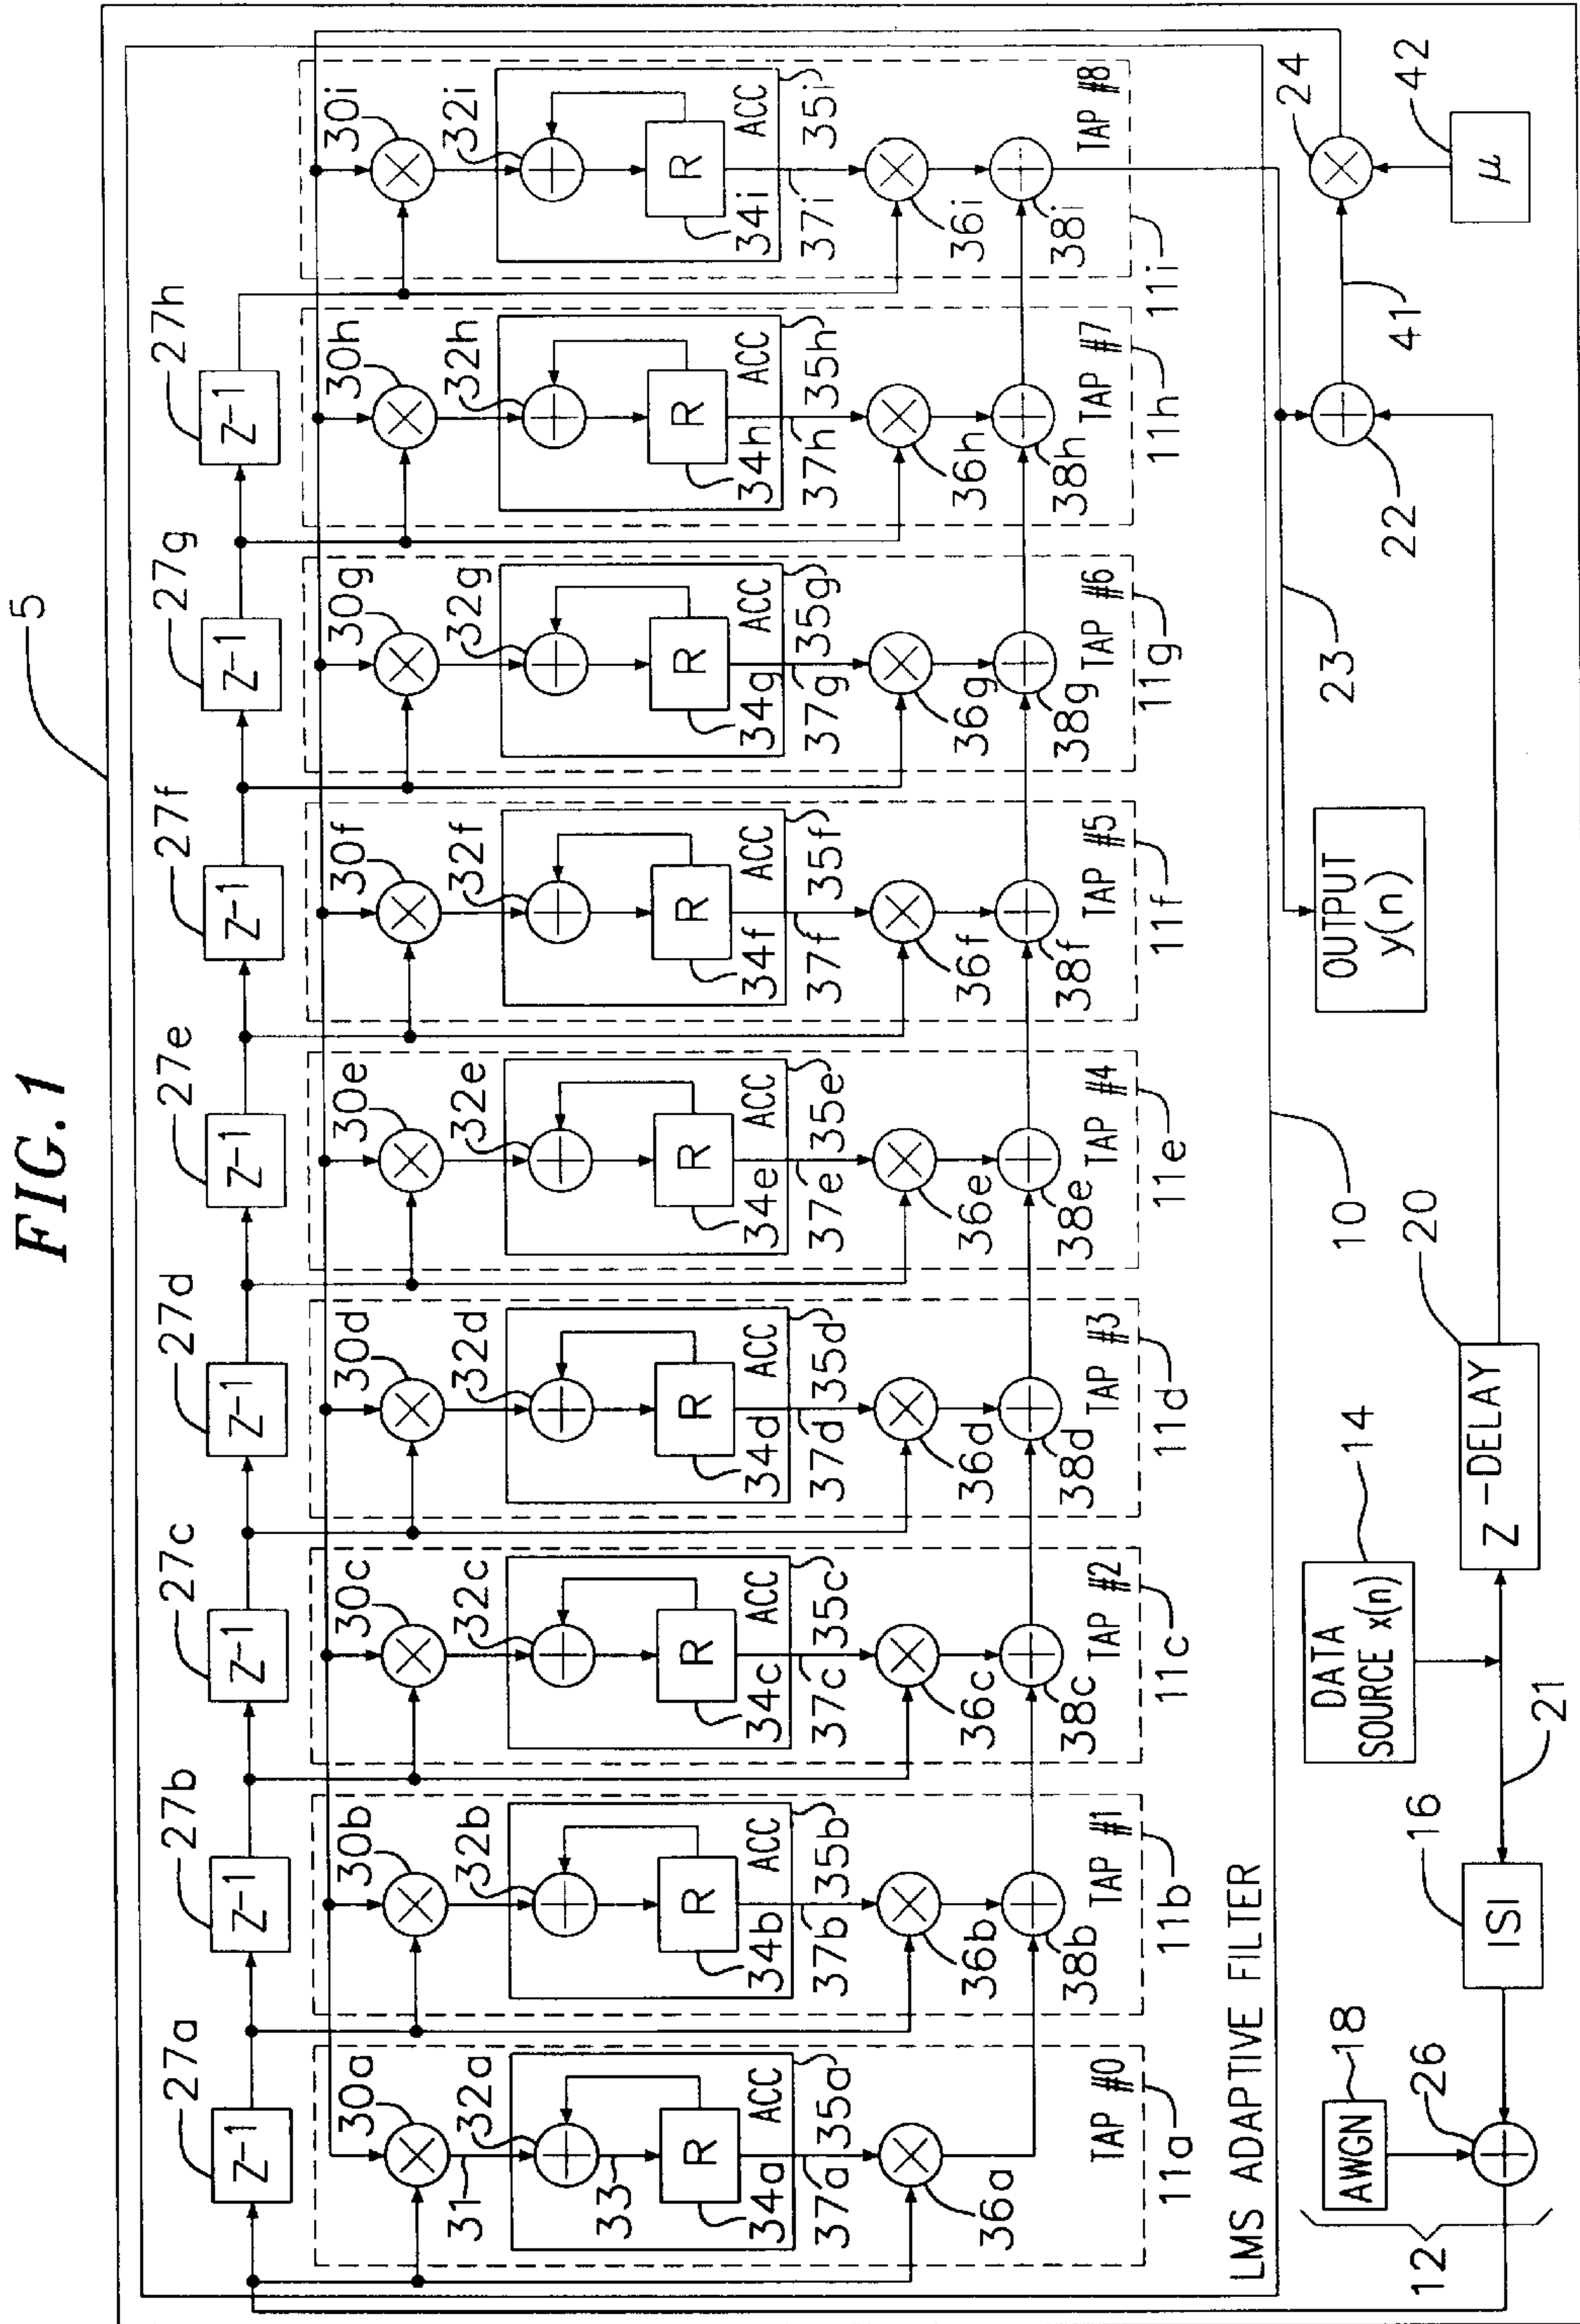 FIG.1
5
27a
27b
27c
27d
27e
27f
27g
27h
Z-1
Z-1
Z-1
Z-1
Z-1
Z-1
Z-1
Z-1
30a
30b
30c
30d
30e
30f
30g
30h
30i
31
32a
32b
32c
32d
32e
32f
32g
32h
32i
33
R
R
R
R
R
R
R
R
R
34a
34b
34c
34d
34e
34f
34g
34h
34i
ACC
ACC
ACC
ACC
ACC
ACC
ACC
ACC
ACC
35a
35b
35c
35d
35e
35f
35g
35h
35i
37a
37b
37c
37d
37e
37f
37g
37h
37i
36a
36b
36c
36d
36e
36f
36g
36h
36i
38b
38c
38d
38e
38f
38g
38h
38i
TAP #0
TAP #1
TAP #2
TAP #3
TAP #4
TAP #5
TAP #6
TAP #7
TAP #8
11a
11b
11c
11d
11e
11f
11g
11h
11i
LMS ADAPTIVE FILTER
10
12
AWGN
18
26
ISI
16
21
DATA
SOURCE x(n)
14
Z-DELAY
20
OUTPUT
y(n)
23
22
41
24
μ
42